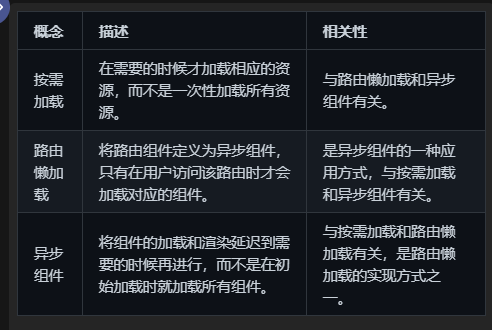 概念 描述 相关性
按需
加载
在需要的时候才加载相应的资
源，而不是一次性加载所有资
源。
与路由懒加载和异步
组件有关。
路由
懒加
载
将路由组件定义为异步组件，
只有在用户访问该路由时才会
加载对应的组件。
是异步组件的一种应
用方式，与按需加载
和异步组件有关。
异步
组件
将组件的加载和渲染延迟到需
要的时候再进行，而不是在初
始加载时就加载所有组件。
与按需加载和路由懒
加载有关，是路由懒
加载的实现方式之
一。